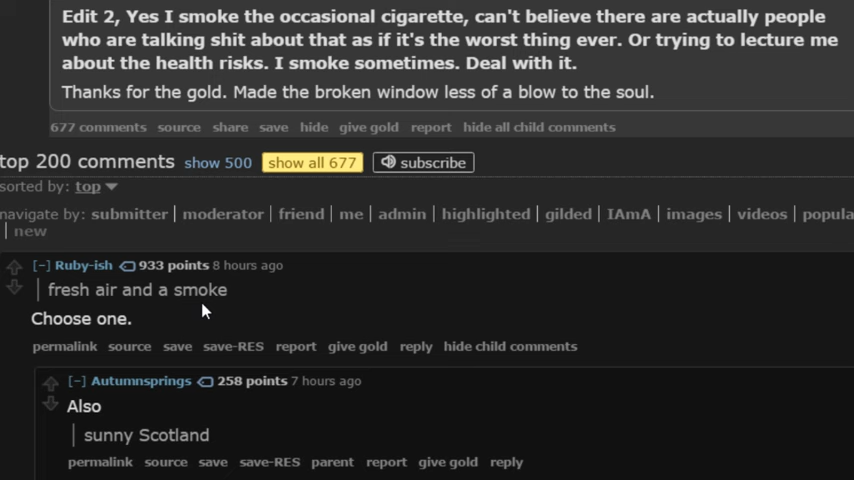 Edit 2, Yes I smoke the occasional cigarette, can't believe there are actually people
who are talking shit about that as if it's the worst thing ever. Or trying to lecture me
about the health risks. I smoke sometimes. Deal with it.
Thanks for the gold. Made the broken window less of a blow to the soul.
677 comments source share save hide give gold report hide all child comments
top 200 comments show 500 show all 677 subscribe
sorted by: top
navigate by: submitter | moderator | friend | me | admin | highlighted | gilded | IAmA | images | videos | popula
| new
[-] Ruby-ish 933 points 8 hours ago
fresh air and a smoke
Choose one.
permalink source save save-RES report give gold reply hide child comments
[-] Autumnsprings 258 points 7 hours ago
Also
sunny Scotland
permalink source save save-RES parent report give gold reply